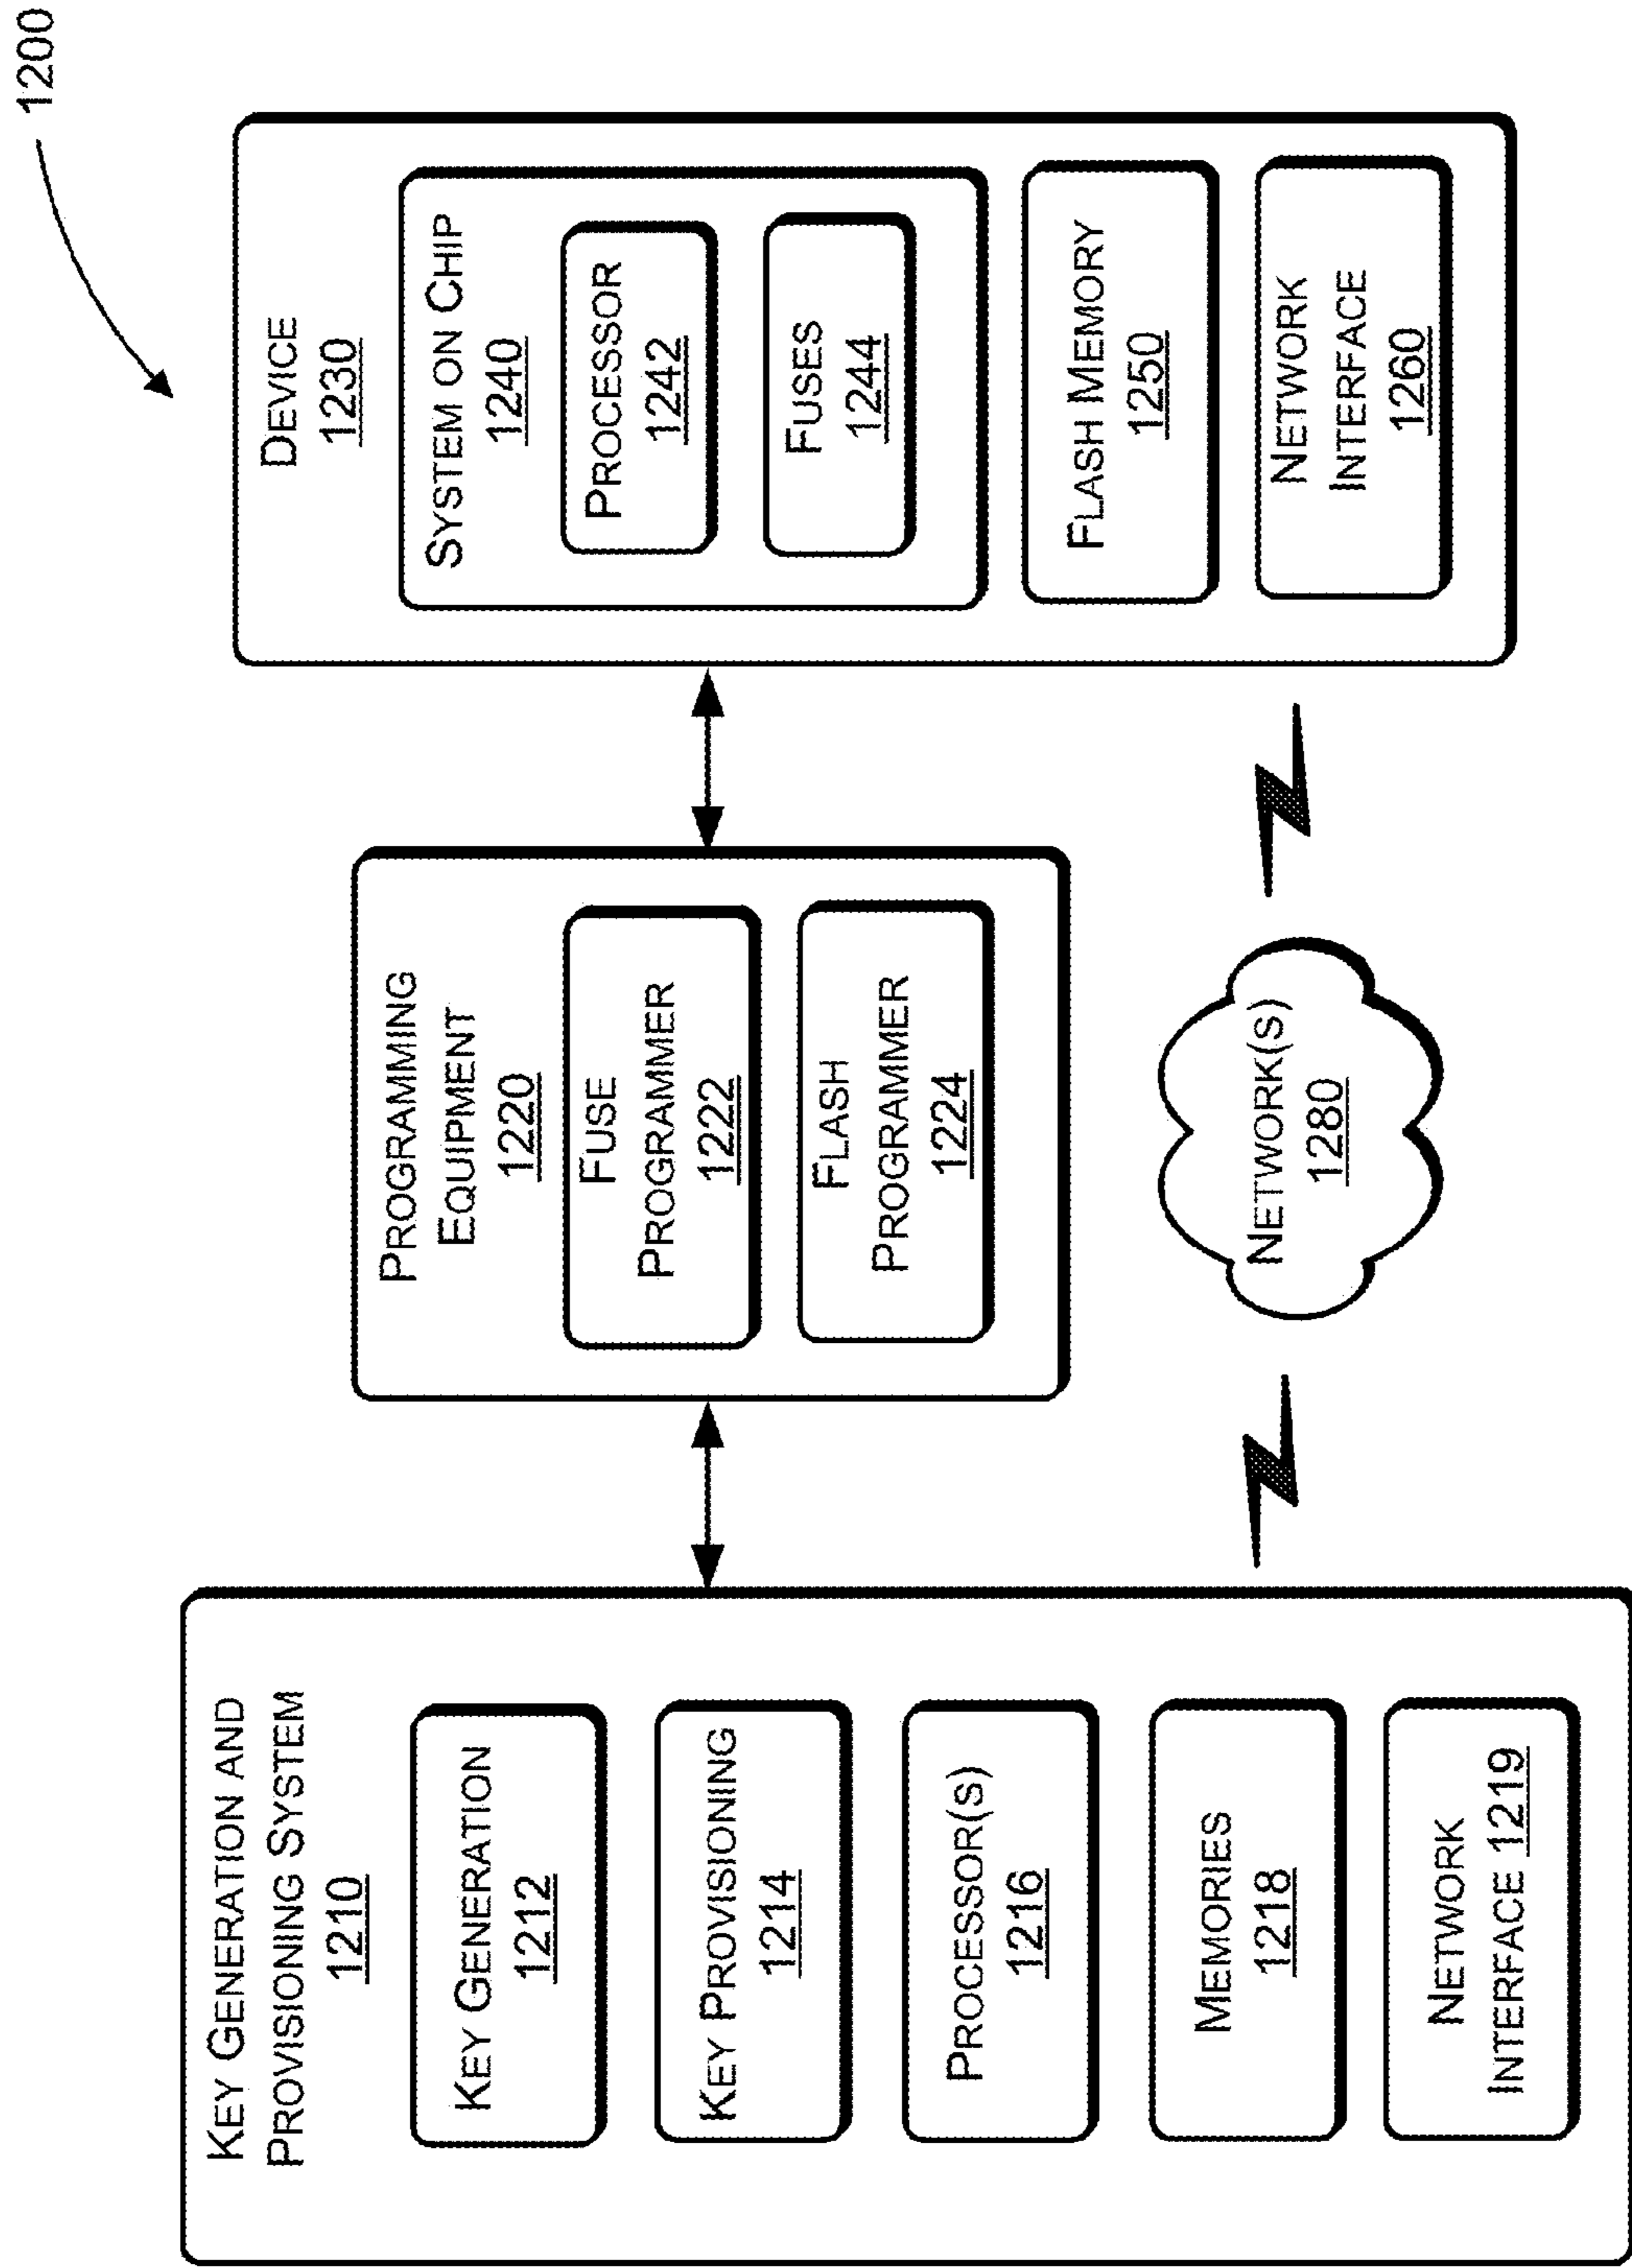 1200
KEY GENERATION AND
PROVISIONING SYSTEM
1210
KEY GENERATION
1212
KEY PROVISIONING
1214
PROCESSOR(S)
1216
MEMORIES
1218
NETWORK
INTERFACE 1219
PROGRAMMING
EQUIPMENT
1220
FUSE
PROGRAMMER
1222
FLASH
PROGRAMMER
1224
NETWORK(S)
1280
DEVICE
1230
SYSTEM ON CHIP
1240
PROCESSOR
1242
FUSES
1244
FLASH MEMORY
1250
NETWORK
INTERFACE
1260